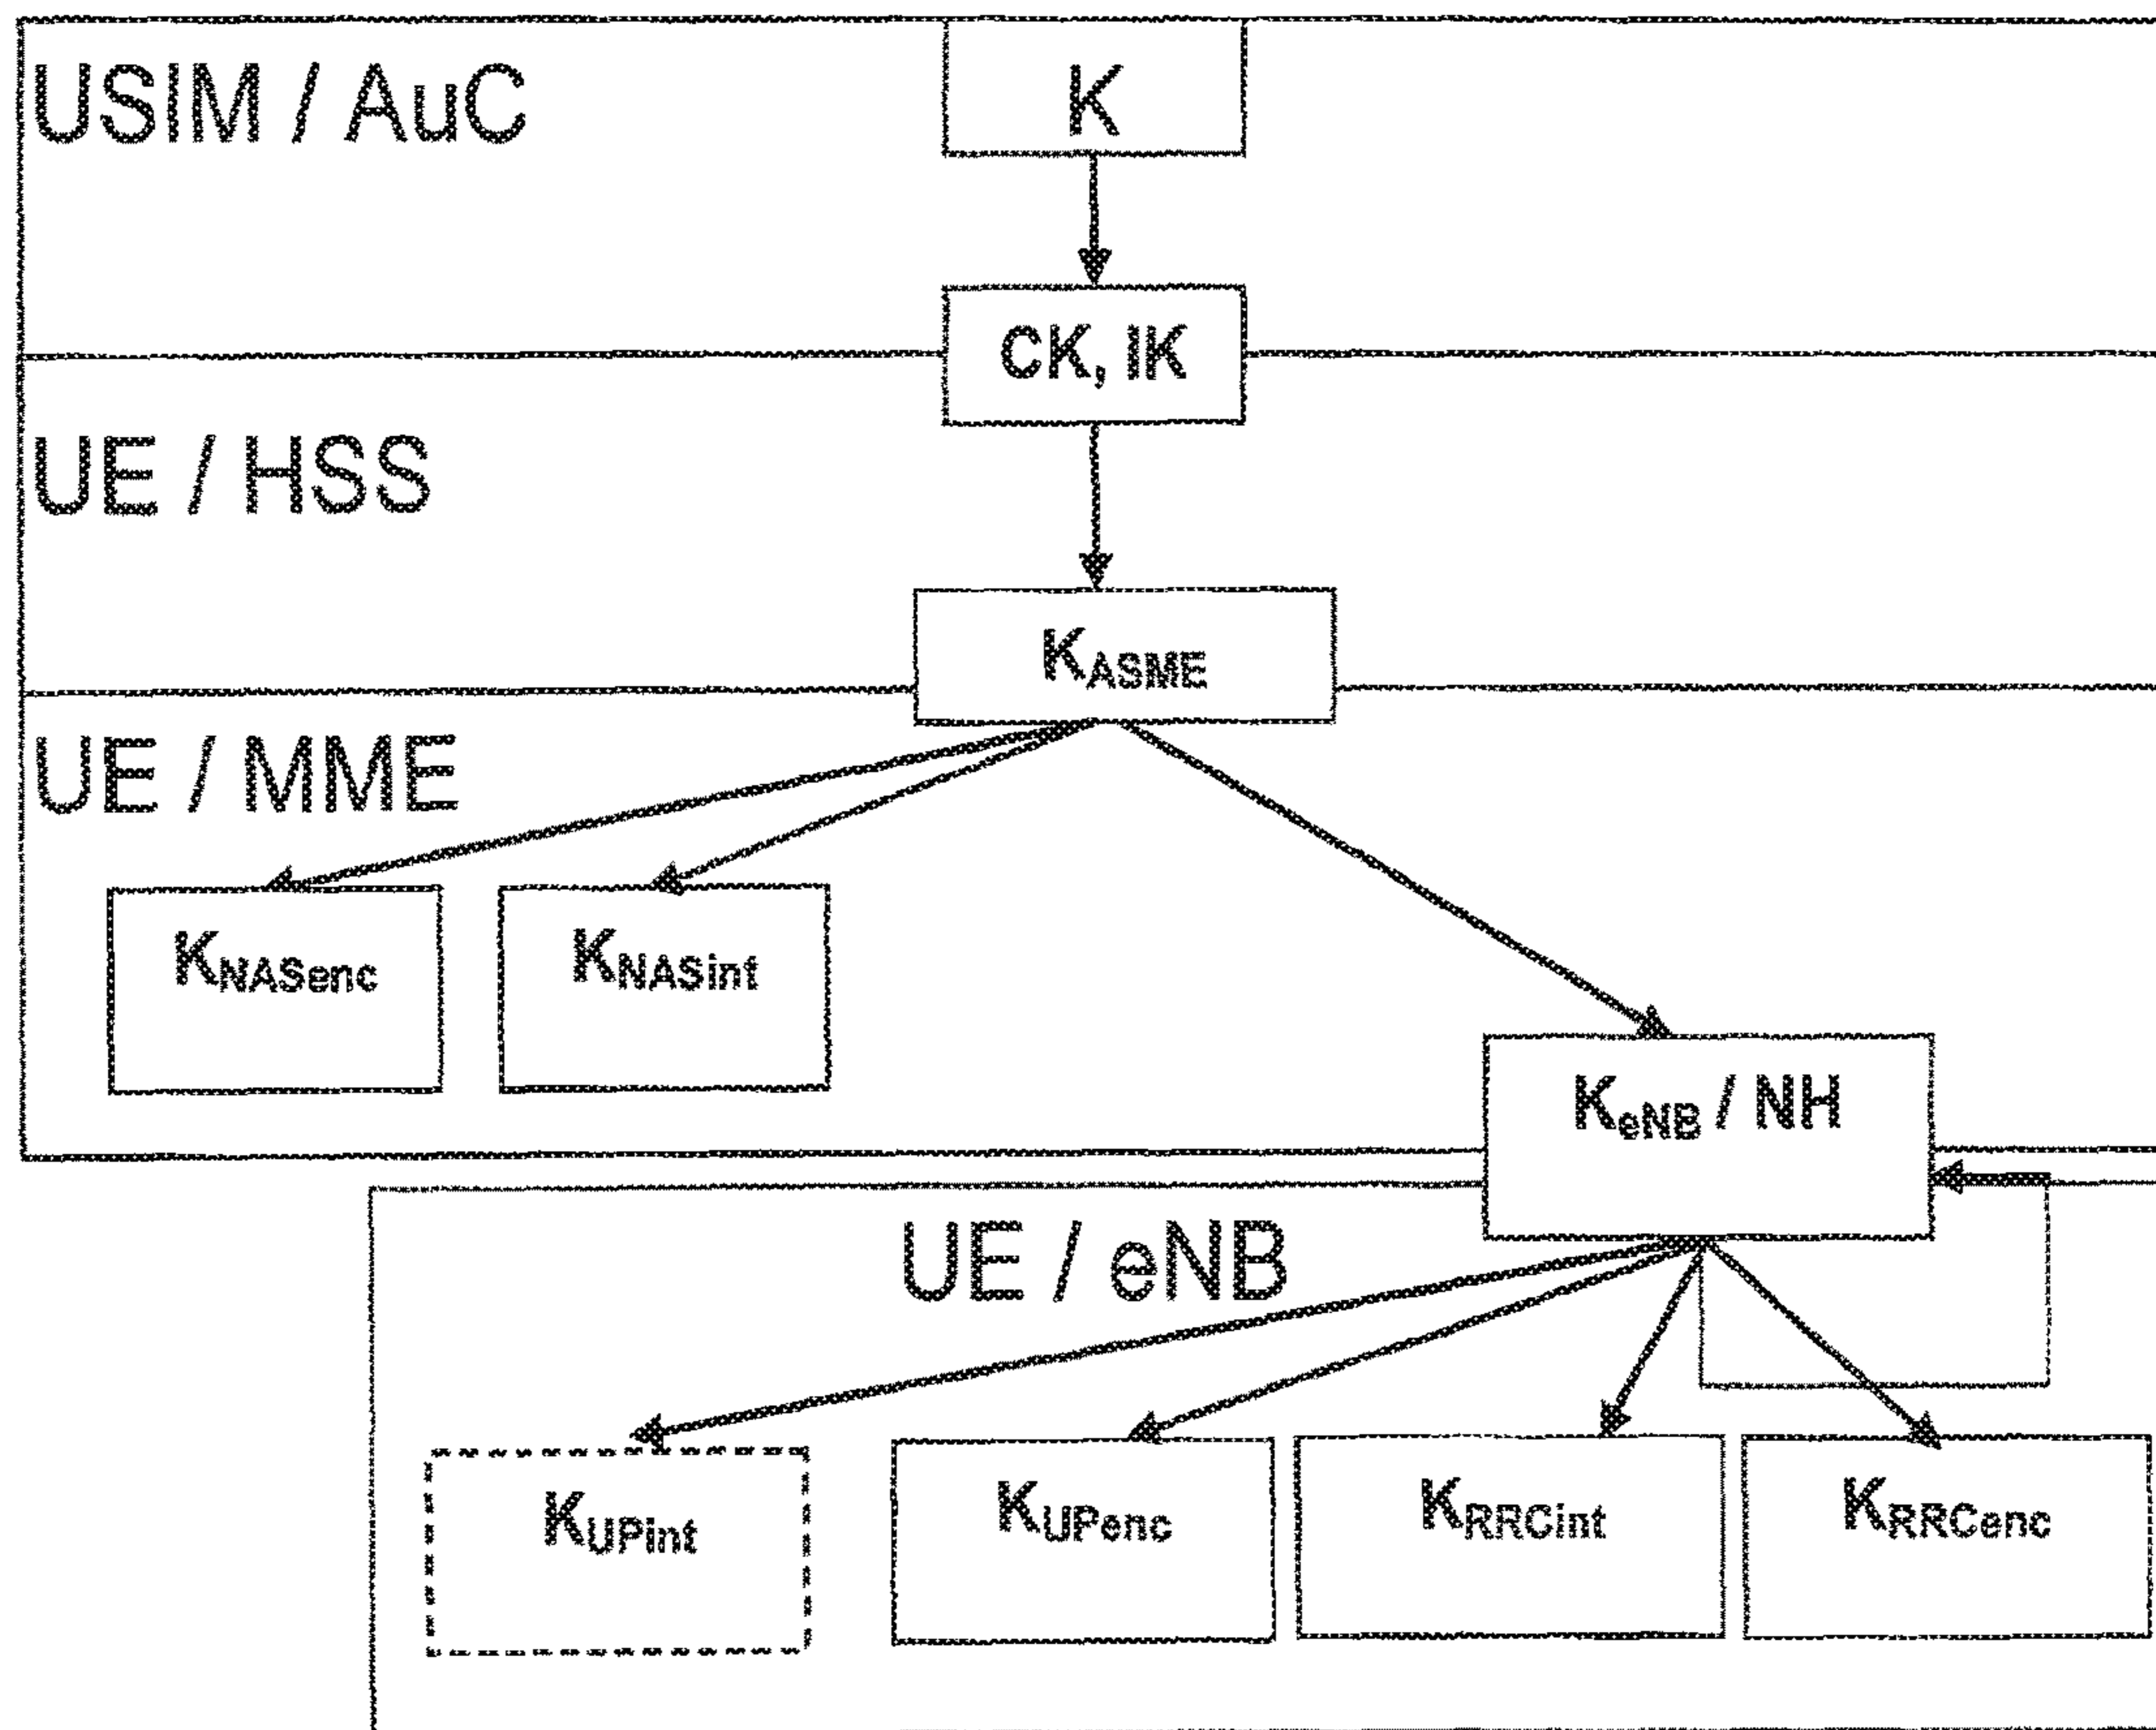 USIM / AuC
K
CK, IK
UE / HSS
KASME
UE / MME
KNASenc
KNASint
KeNB / NH
UE / eNB
KUPint
KUPenc
KRRCint
KRRCenc